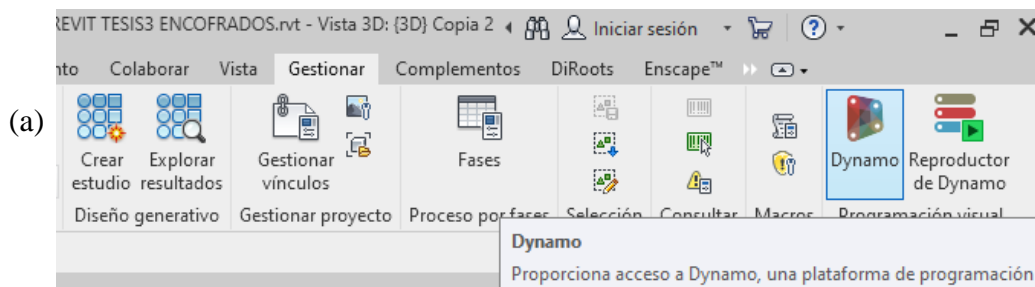 REVIT TESIS3 ENCOFRADOS.rvt - Vista 3D: {3D} Copia 2 Iniciar sesión
nto Colaborar Vista Gestionar Complementos DiRoots Enscape™
(a)
Crear estudio Explorar resultados Gestionar vínculos Fases Dynamo Reproductor de Dynamo
Diseño generativo Gestionar proyecto Proceso por fases Selección Consultar Macros Programación visual
Dynamo
Proporciona acceso a Dynamo, una plataforma de programación